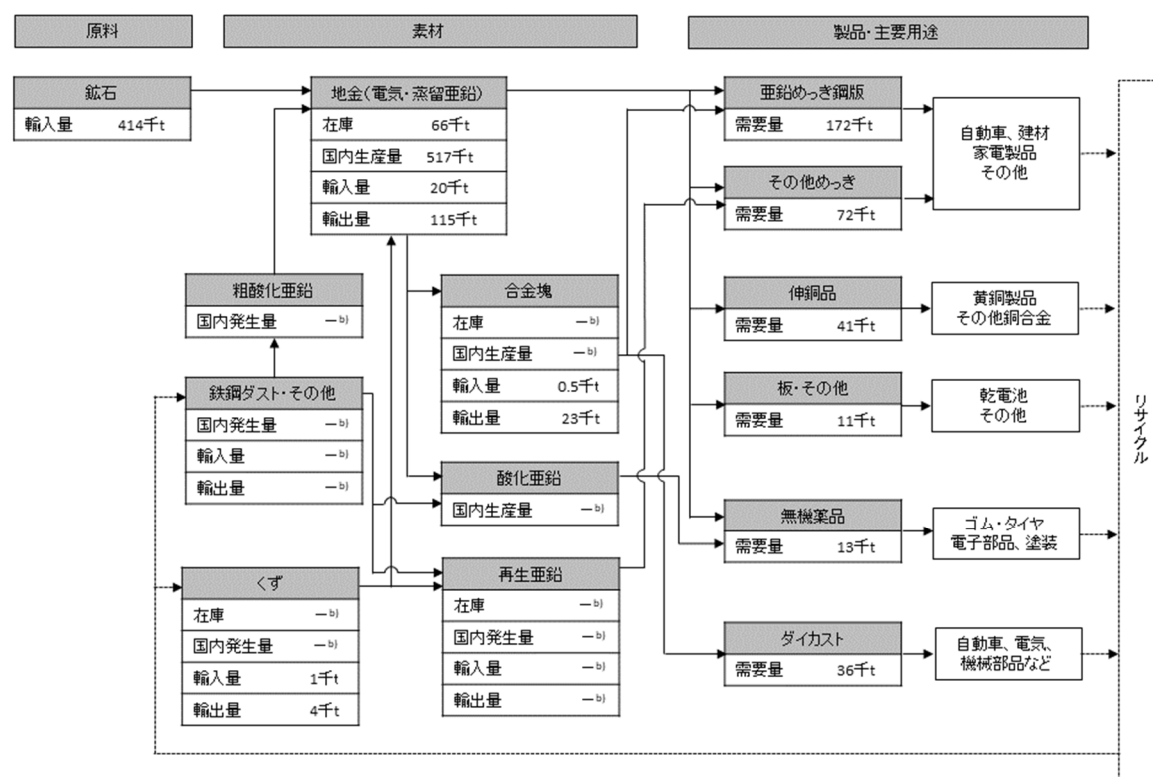 原料
素材
製品・主要用途
鉱石
輸入量 414千t
地金(電気・蒸留亜鉛)
在庫 66千t
国内生産量 517千t
輸入量 20千t
輸出量 115千t
亜鉛めっき鋼版
需要量 172千t
自動車、建材
家電製品
その他
その他めっき
需要量 72千t
粗酸化亜鉛
国内発生量 —b)
合金塊
在庫 —b)
国内生産量 —b)
輸入量 0.5千t
輸出量 23千t
伸銅品
需要量 41千t
黄銅製品
その他銅合金
鉄鋼ダスト・その他
国内発生量 —b)
輸入量 —b)
輸出量 —b)
板・その他
需要量 11千t
乾電池
その他
リサイクル
酸化亜鉛
国内生産量 —b)
無機薬品
需要量 13千t
ゴム・タイヤ
電子部品、塗装
くず
在庫 —b)
国内発生量 —b)
輸入量 1千t
輸出量 4千t
再生亜鉛
在庫 —b)
国内発生量 —b)
輸入量 —b)
輸出量 —b)
ダイカスト
需要量 36千t
自動車、電気、
機械部品など